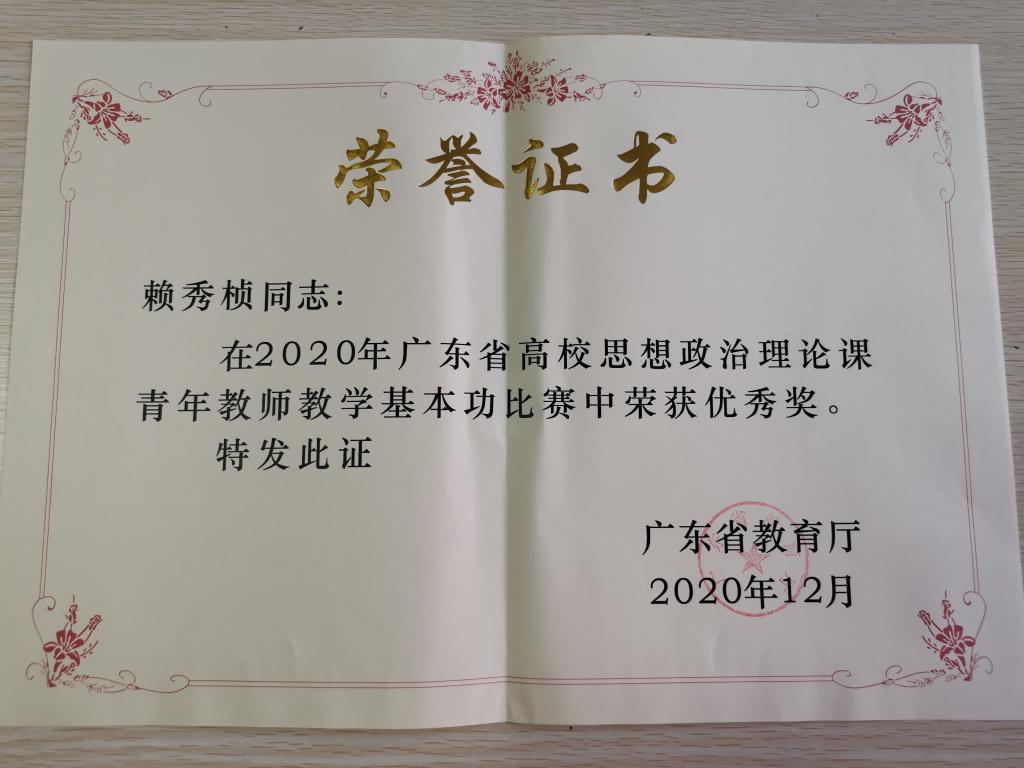 荣誉证书
赖秀桢同志:
在2020年广东省高校思想政治理论课
青年教师教学基本功比赛中荣获优秀奖。
特发此证
广东省教育厅
2020年12月